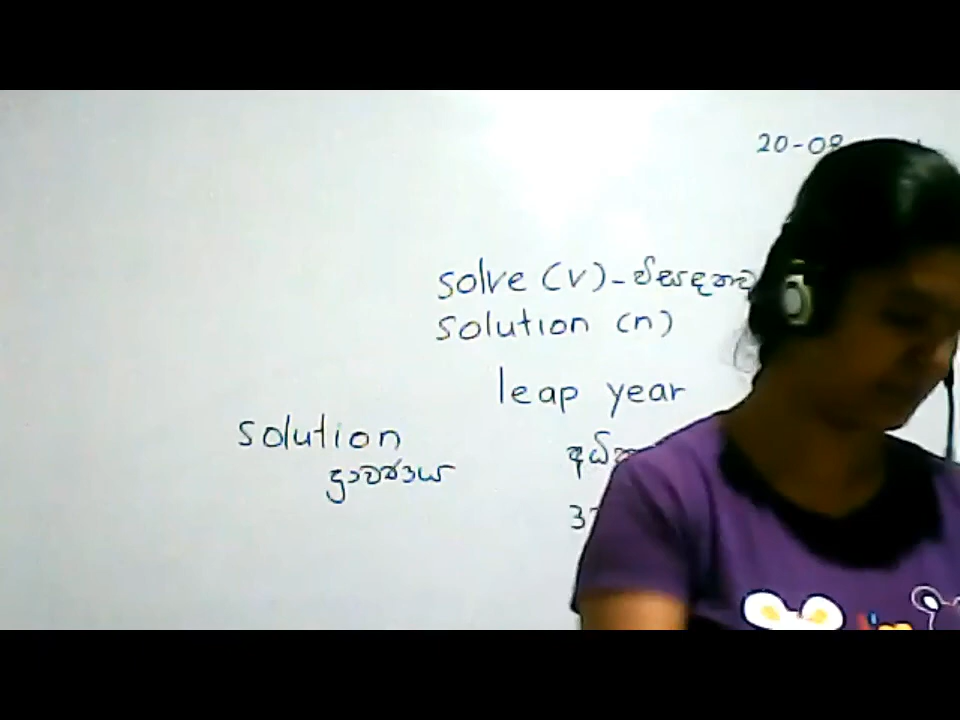 20-08
solve (v) - විසඳනව
solution (n)
leap year
solution
ද්‍රාවණය